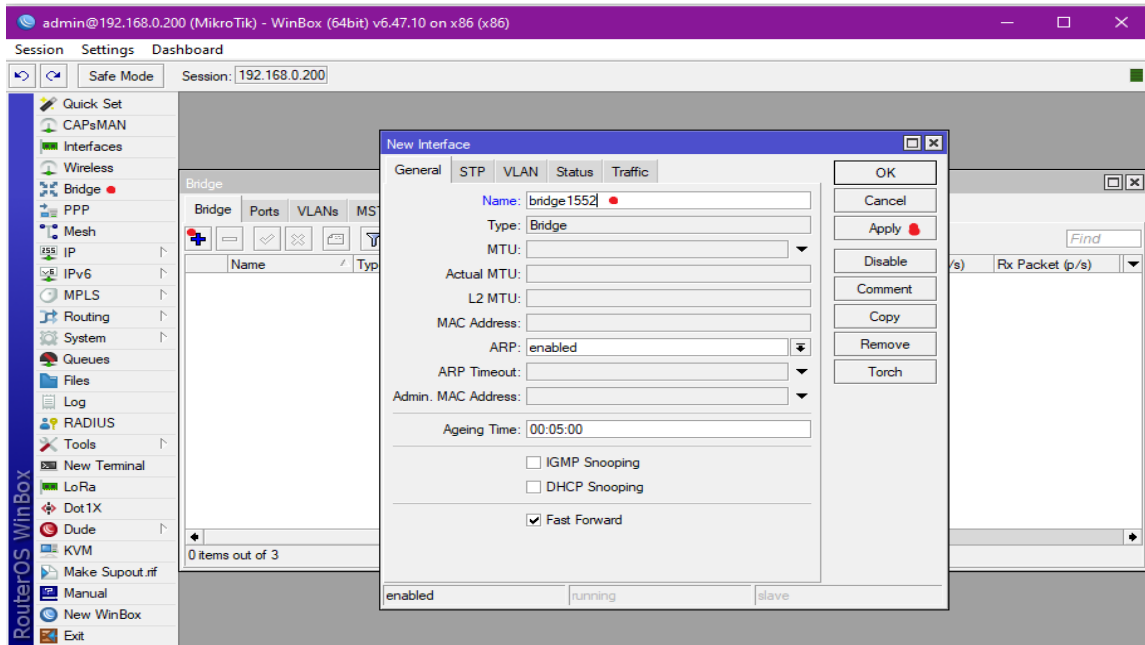 admin@192.168.0.200 (MikroTik) - WinBox (64bit) v6.47.10 on x86 (x86)
Session Settings Dashboard
Safe Mode Session: 192.168.0.200
Quick Set
CAPsMAN
Interfaces
Wireless
Bridge
PPP
Mesh
IP
IPv6
MPLS
Routing
System
Queues
Files
Log
RADIUS
Tools
New Terminal
LoRa
Dot1X
Dude
KVM
Make Supout.rif
Manual
New WinBox
Exit
RouterOS WinBox
Bridge
Bridge Ports VLANs
Find
Name
Rx Packet (p/s)
0 items out of 3
New Interface
General STP VLAN Status Traffic
Name: bridge1552
Type: Bridge
MTU:
Actual MTU:
L2 MTU:
MAC Address:
ARP: enabled
ARP Timeout:
Admin. MAC Address:
Ageing Time: 00:05:00
IGMP Snooping
DHCP Snooping
Fast Forward
enabled running slave
OK
Cancel
Apply
Disable
Comment
Copy
Remove
Torch